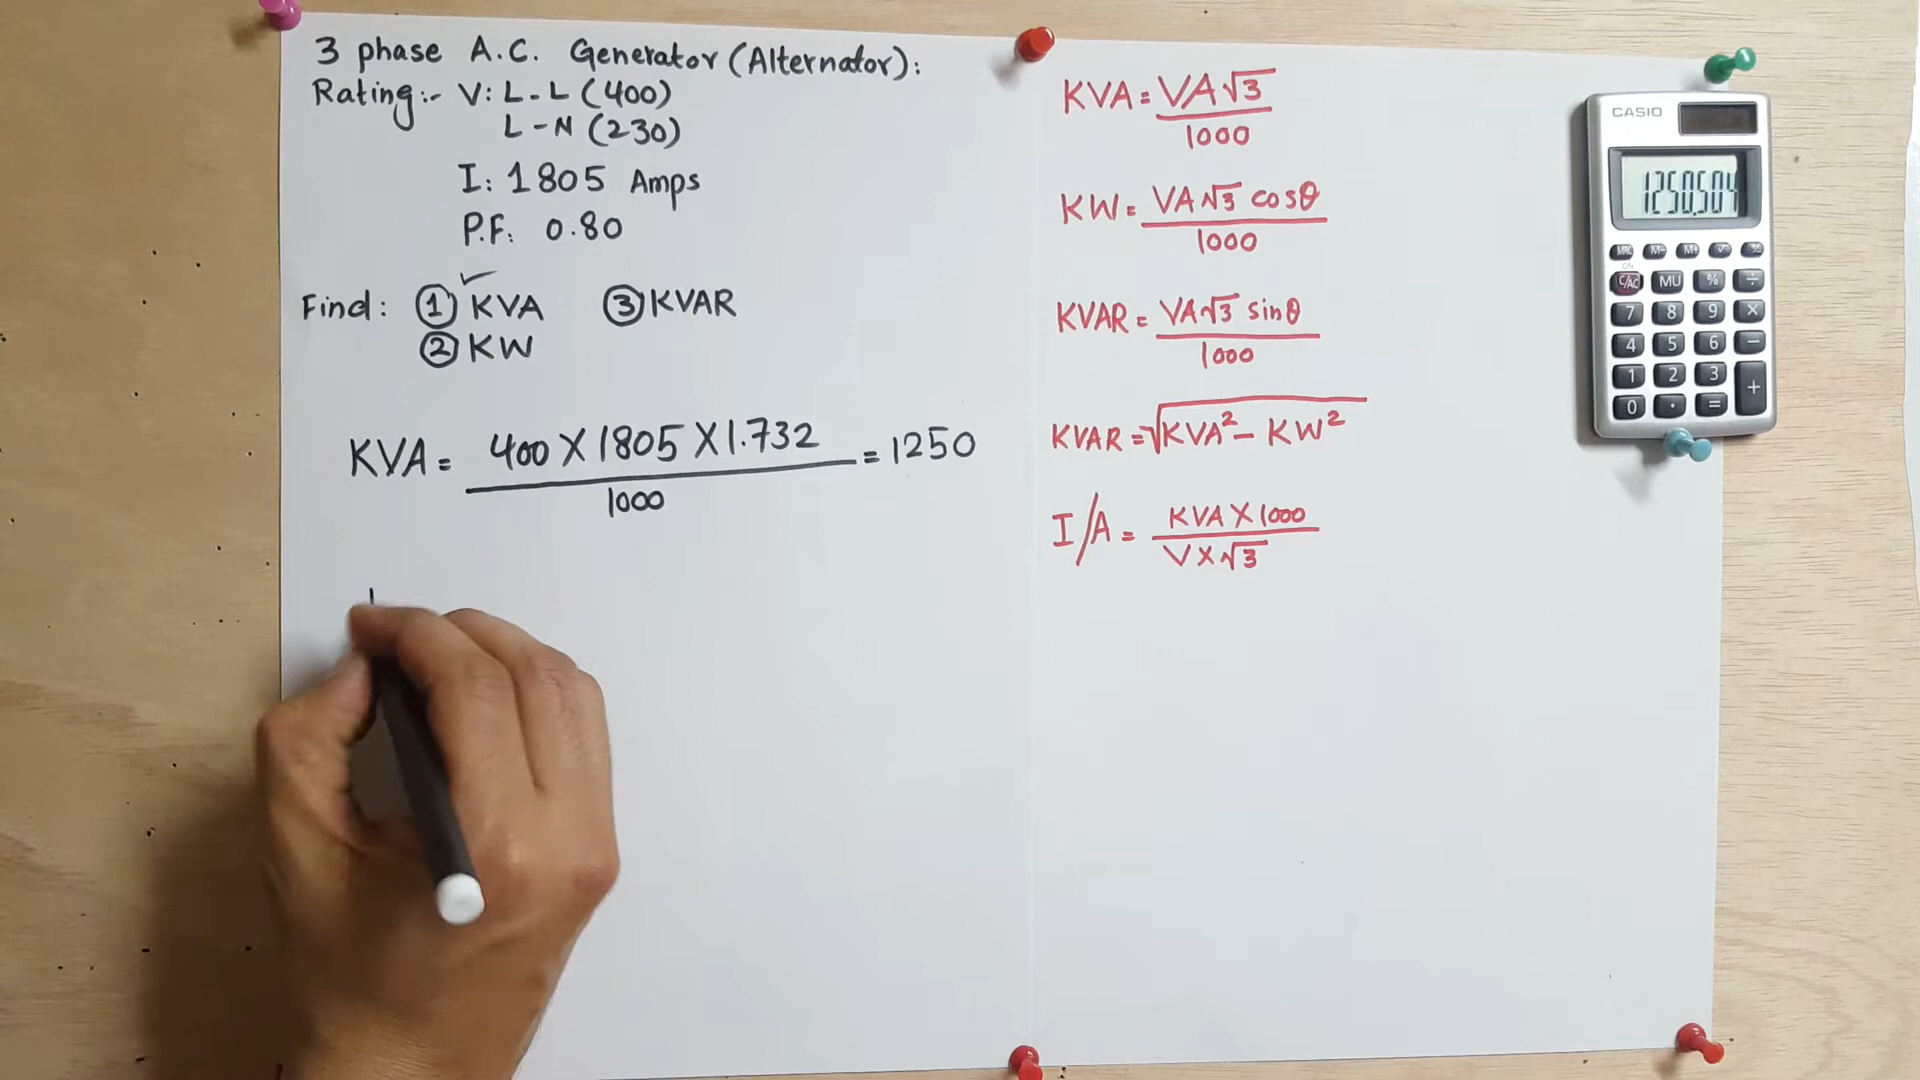 3 phase A.C. Generator (Alternator):
Rating:- V: L-L (400)
L-N (230)
I: 1805 Amps
P.F: 0.80
Find: ① KVA ③ KVAR
② KW
KVA = 400 X 1805 X 1.732 = 1250
1000
KVA = VA√3
1000
KW = VA√3 cosθ
1000
KVAR = VA√3 sinθ
1000
KVAR = √KVA² - KW²
I/A = KVA X 1000
V X √3
CASIO
1250.504
MRC M- M+ √
ON
C/AC MU % ÷
7 8 9 ×
4 5 6 −
1 2 3 +
0 · =